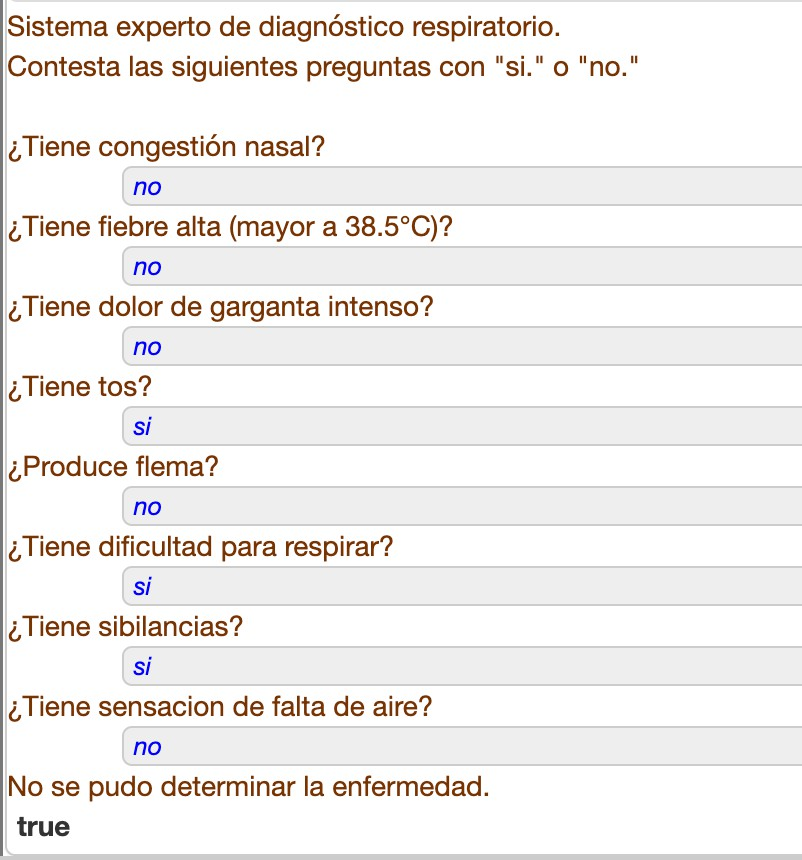 Sistema experto de diagnóstico respiratorio.
Contesta las siguientes preguntas con "si." o "no."
¿Tiene congestión nasal?
no
¿Tiene fiebre alta (mayor a 38.5°C)?
no
¿Tiene dolor de garganta intenso?
no
¿Tiene tos?
si
¿Produce flema?
no
¿Tiene dificultad para respirar?
si
¿Tiene sibilancias?
si
¿Tiene sensacion de falta de aire?
no
No se pudo determinar la enfermedad.
true